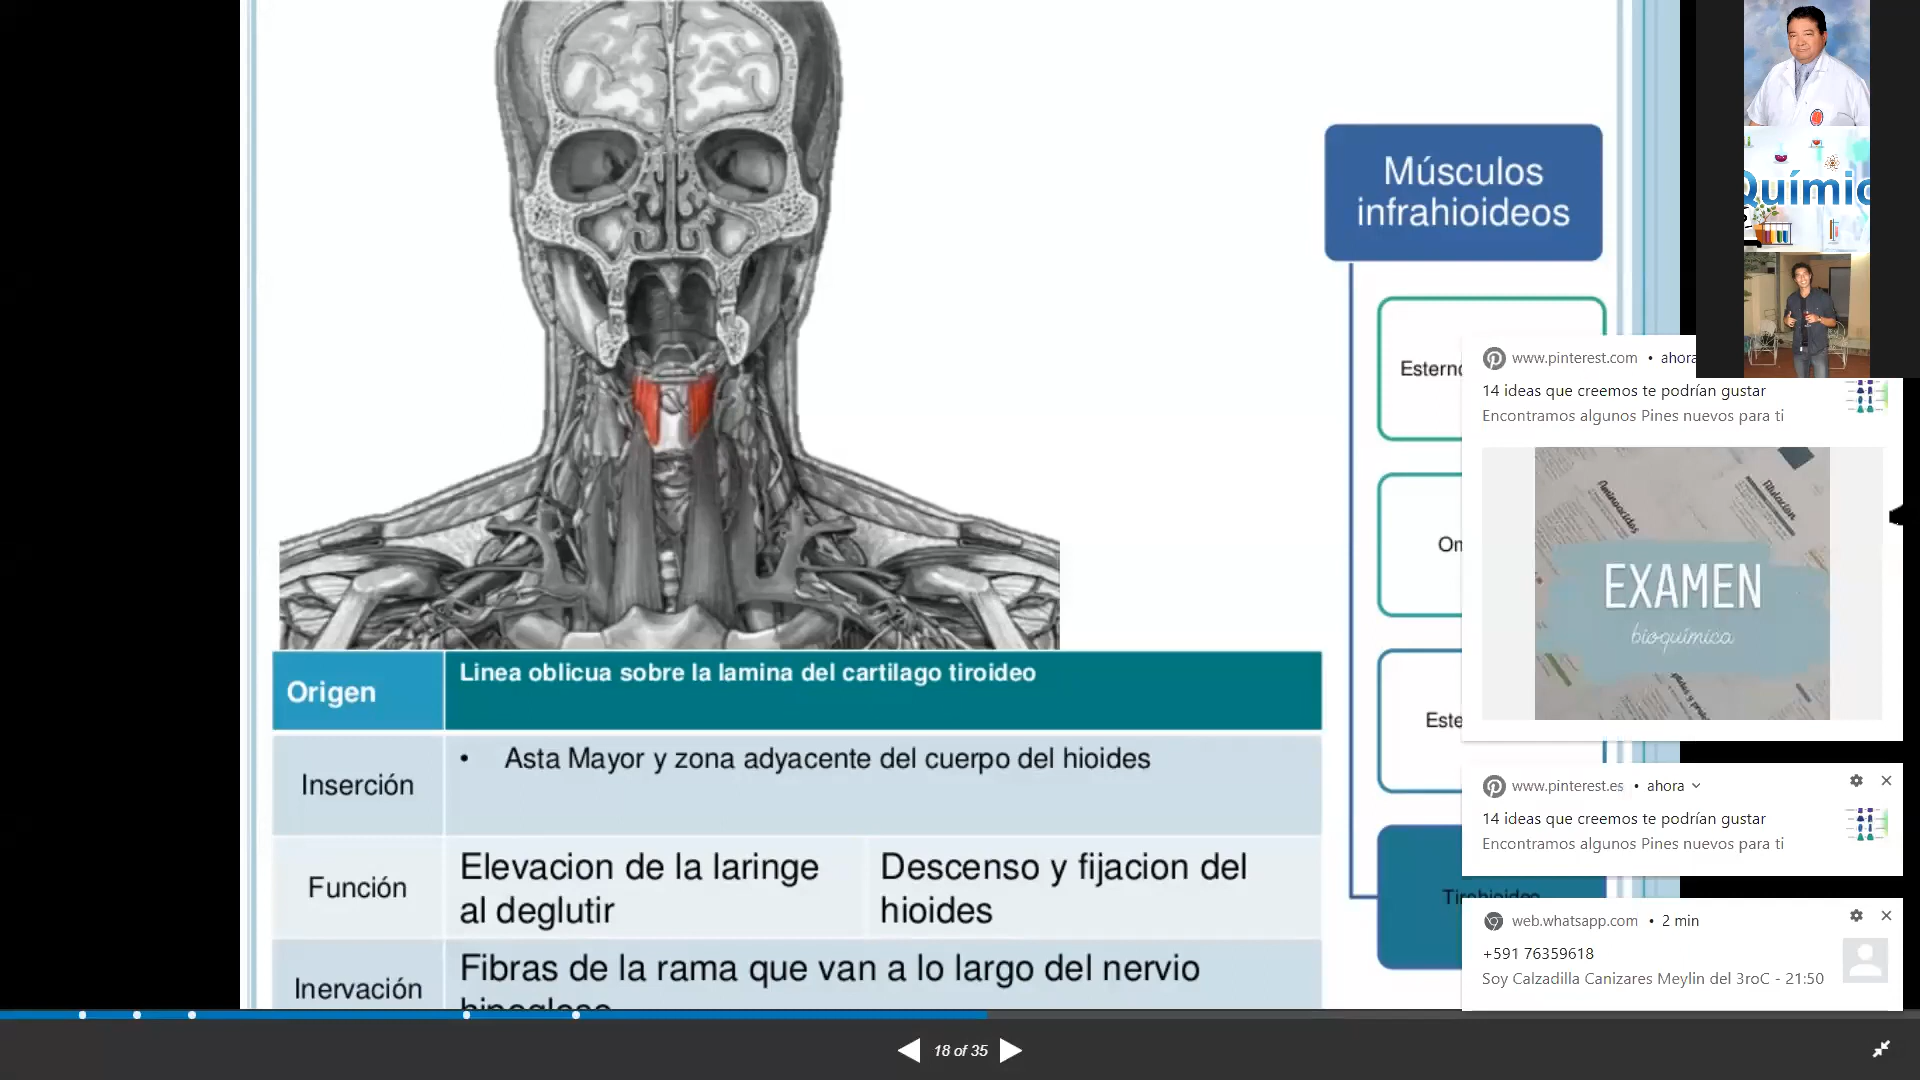 Músculos
infrahioideos
Origen
Linea oblicua sobre la lamina del cartilago tiroideo
Inserción
• Asta Mayor y zona adyacente del cuerpo del hioides
Función
Elevacion de la laringe
al deglutir
Descenso y fijacion del
hioides
Inervación
Fibras de la rama que van a lo largo del nervio
www.pinterest.com • ahora
14 ideas que creemos te podrían gustar
Encontramos algunos Pines nuevos para ti
Aminoácidos
Titulacion
EXAMEN
bioquímica
www.pinterest.es • ahora
14 ideas que creemos te podrían gustar
Encontramos algunos Pines nuevos para ti
web.whatsapp.com • 2 min
+591 76359618
Soy Calzadilla Canizares Meylin del 3roC - 21:50
18 of 35